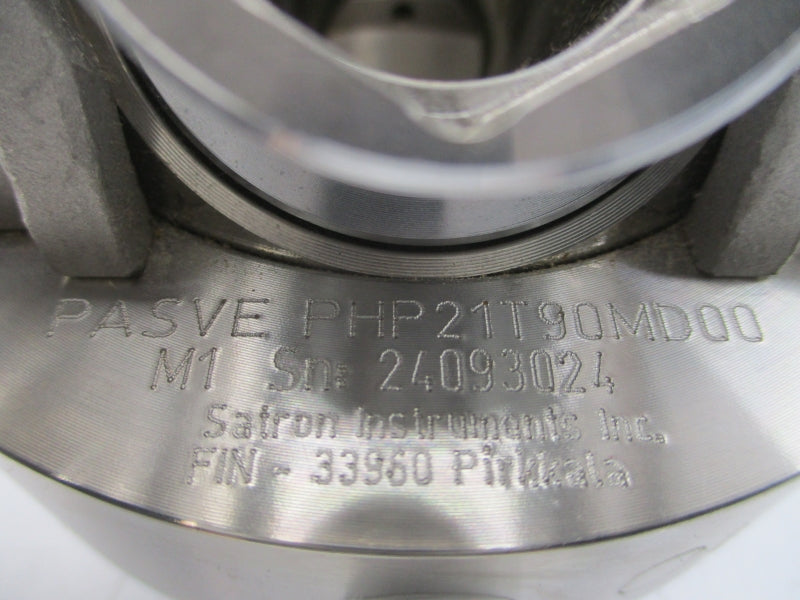 PASVE PHP21T90MD00
M1 Sn: 24093024
Satron Instruments Inc.
FIN - 33960 Pirkkala